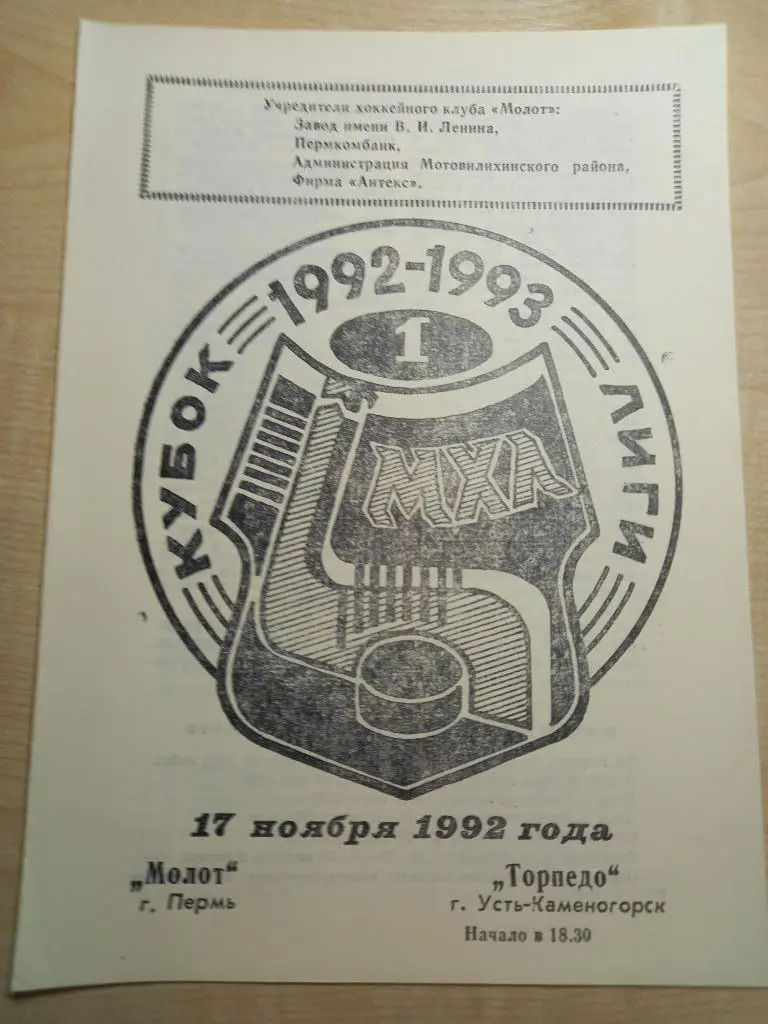 Учредители хоккейного клуба «Молот»:
Завод имени В. И. Ленина,
Пермкомбанк,
Администрация Мотовилихинского района,
Фирма «Антекс».
КУБОК 1992-1993 ЛИГИ
1
МХЛ
17 ноября 1992 года
„Молот“
г. Пермь
„Торпедо“
г. Усть-Каменогорск
Начало в 18.30